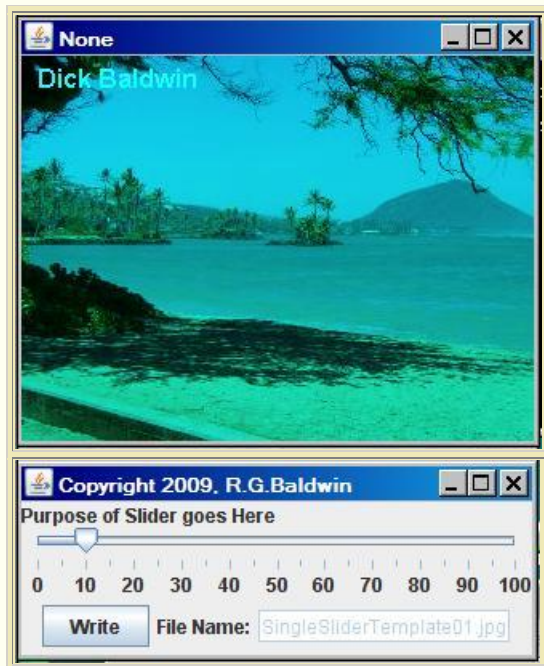 None
Dick Baldwin
Copyright 2009, R.G.Baldwin
Purpose of Slider goes Here
0 10 20 30 40 50 60 70 80 90 100
Write File Name: SingleSliderTemplate01.jpg